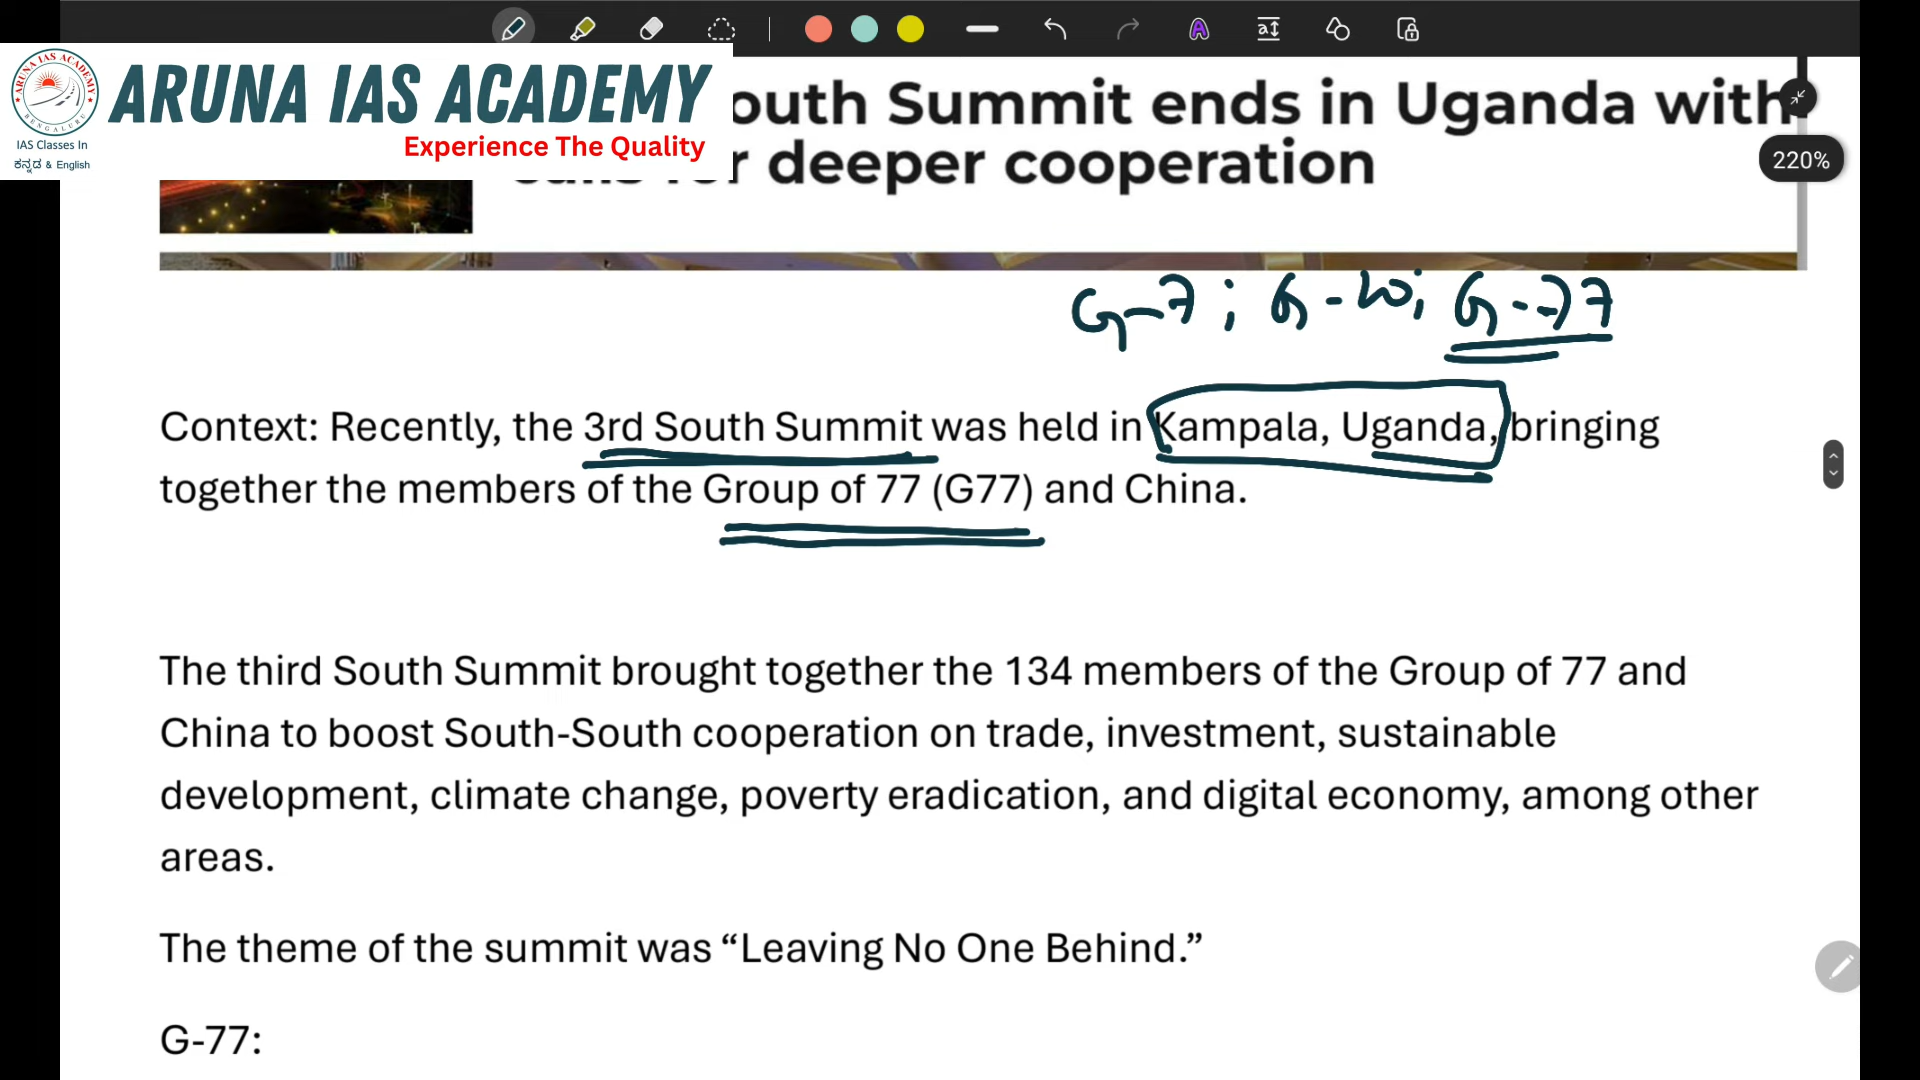 ARUNA IAS ACADEMY
Experience The Quality
ARUNA IAS ACADEMY
BENGALURU
IAS Classes In
ಕನ್ನಡ & English
outh Summit ends in Uganda with
r deeper cooperation
220%
G-7 ; G-20; G-77
Context: Recently, the 3rd South Summit was held in Kampala, Uganda, bringing
together the members of the Group of 77 (G77) and China.
The third South Summit brought together the 134 members of the Group of 77 and
China to boost South-South cooperation on trade, investment, sustainable
development, climate change, poverty eradication, and digital economy, among other
areas.
The theme of the summit was “Leaving No One Behind.”
G-77: